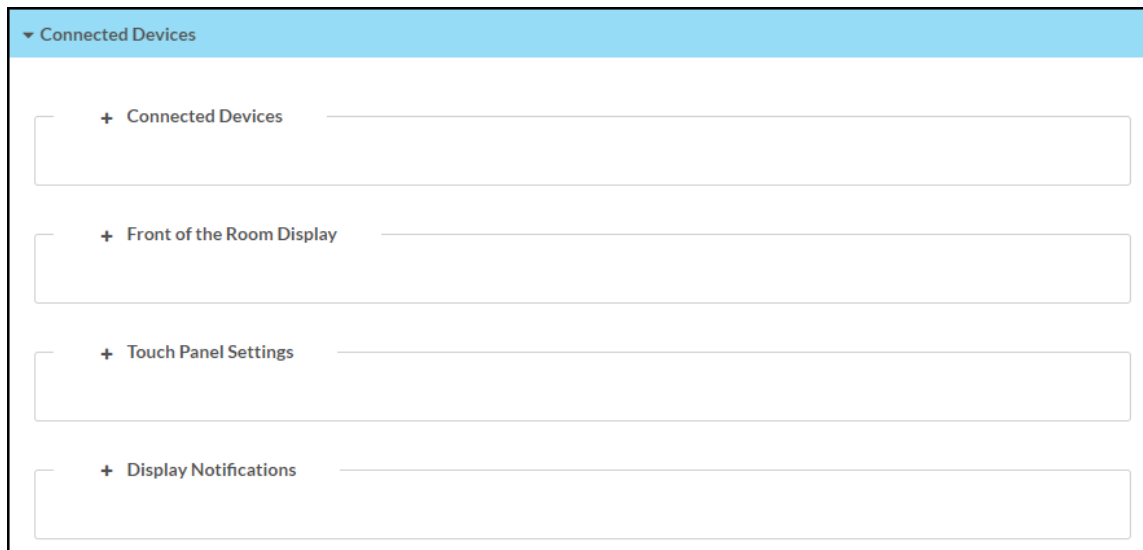 Connected Devices
+ Connected Devices
+ Front of the Room Display
+ Touch Panel Settings
+ Display Notifications